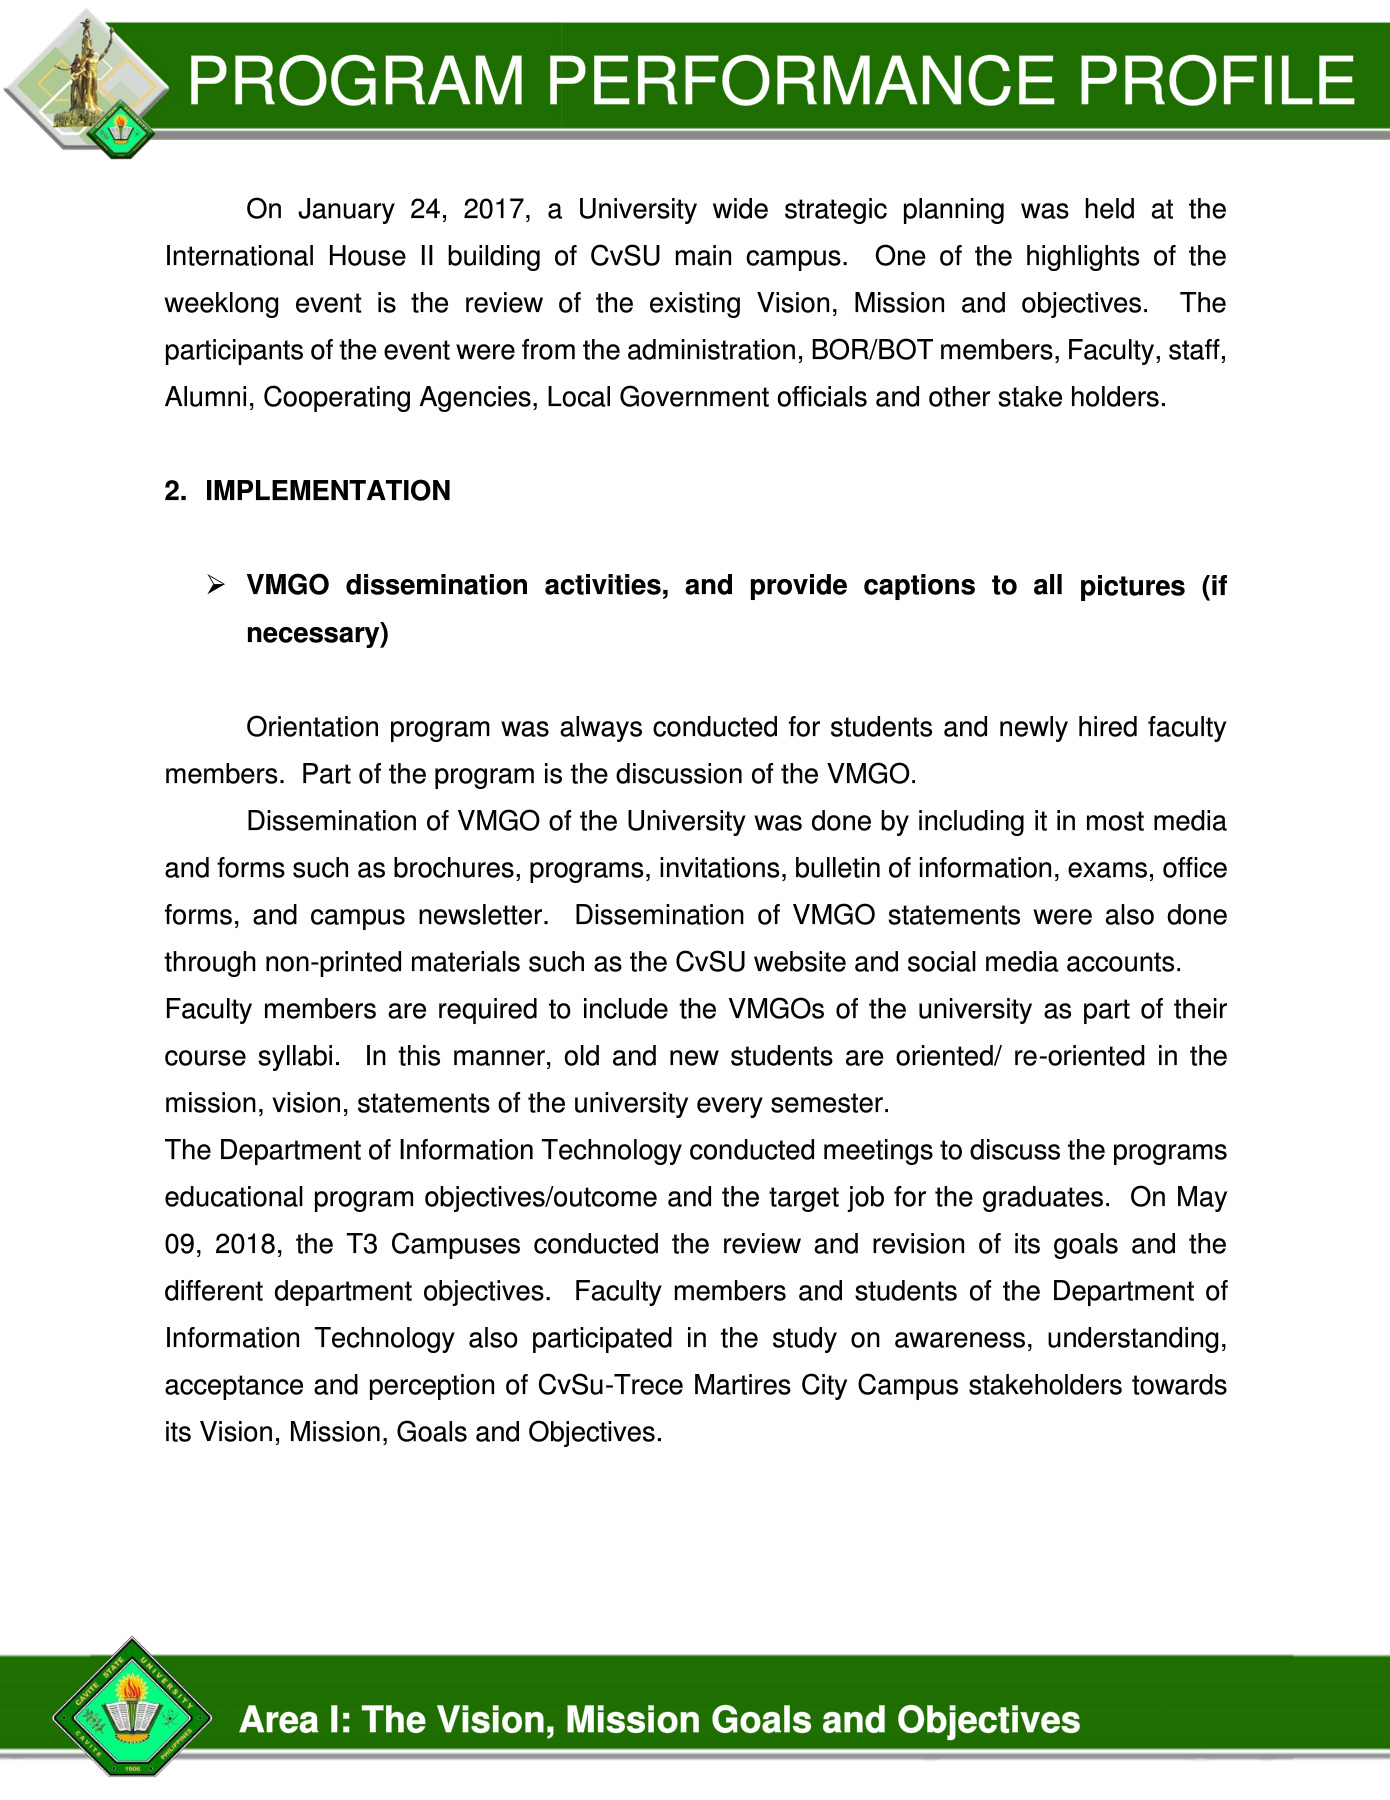 PROGRAM PERFORMANCE PROFILE
On January 24, 2017, a University wide strategic planning was held at the
International House II building of CvSU main campus. One of the highlights of the
weeklong event is the review of the existing Vision, Mission and objectives. The
participants of the event were from the administration, BOR/BOT members, Faculty, staff,
Alumni, Cooperating Agencies, Local Government officials and other stake holders.
2. IMPLEMENTATION
➢ VMGO dissemination activities, and provide captions to all pictures (if
necessary)
Orientation program was always conducted for students and newly hired faculty
members. Part of the program is the discussion of the VMGO.
Dissemination of VMGO of the University was done by including it in most media
and forms such as brochures, programs, invitations, bulletin of information, exams, office
forms, and campus newsletter. Dissemination of VMGO statements were also done
through non-printed materials such as the CvSU website and social media accounts.
Faculty members are required to include the VMGOs of the university as part of their
course syllabi. In this manner, old and new students are oriented/ re-oriented in the
mission, vision, statements of the university every semester.
The Department of Information Technology conducted meetings to discuss the programs
educational program objectives/outcome and the target job for the graduates. On May
09, 2018, the T3 Campuses conducted the review and revision of its goals and the
different department objectives. Faculty members and students of the Department of
Information Technology also participated in the study on awareness, understanding,
acceptance and perception of CvSu-Trece Martires City Campus stakeholders towards
its Vision, Mission, Goals and Objectives.
CAVITE STATE UNIVERSITY
CAVITE PHILIPPINES
1906
Area I: The Vision, Mission Goals and Objectives